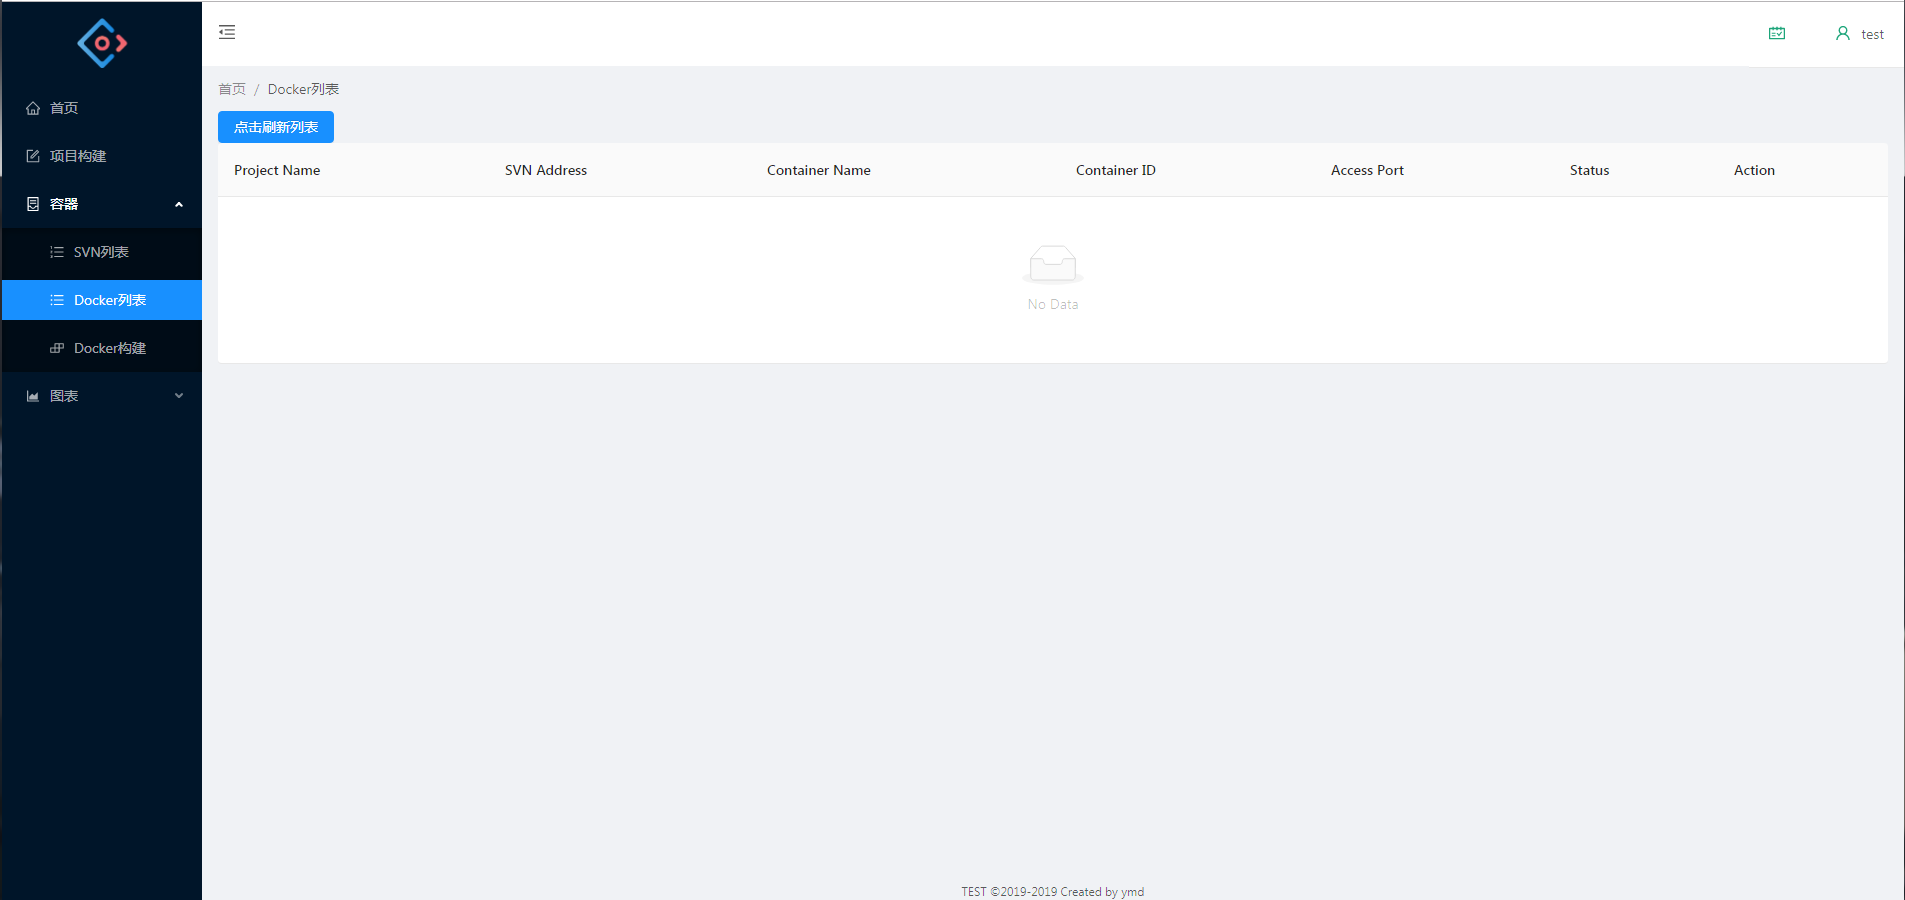 test
首页
项目构建
容器
SVN列表
Docker列表
Docker构建
图表
首页 / Docker列表
点击刷新列表
Project Name SVN Address Container Name Container ID Access Port Status Action
No Data
TEST ©2019-2019 Created by ymd